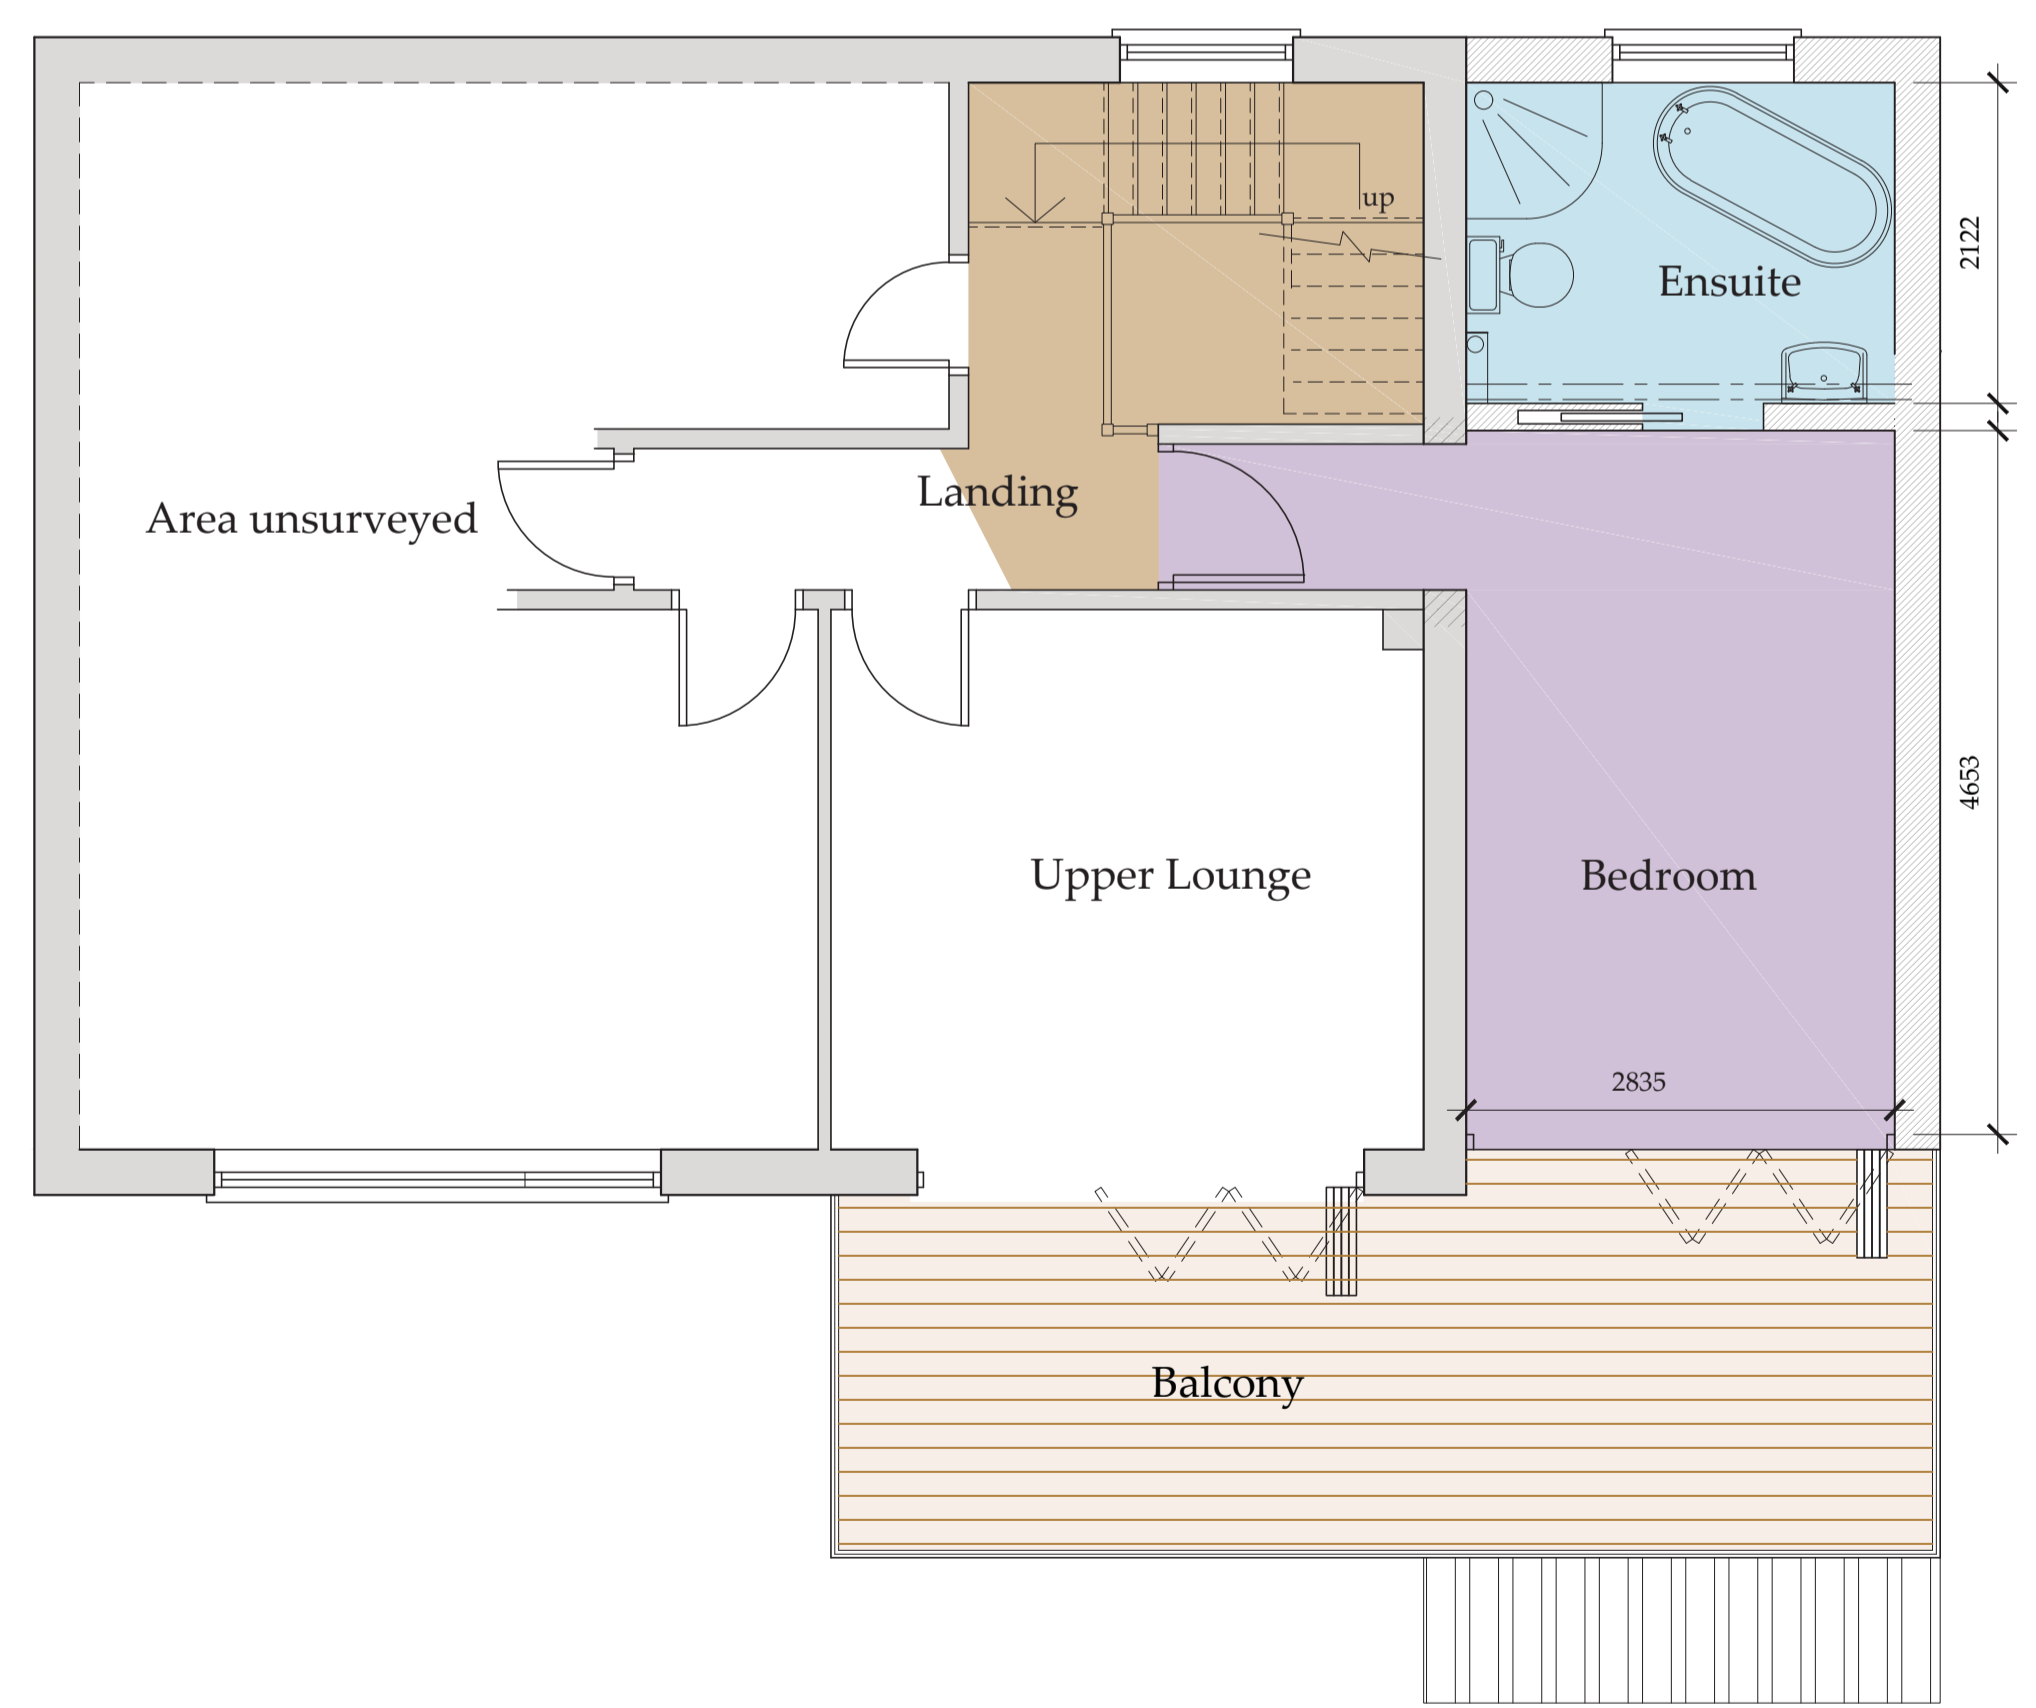 up
2122
Ensuite
Landing
Area unsurveyed
4653
Upper Lounge
Bedroom
2835
Balcony